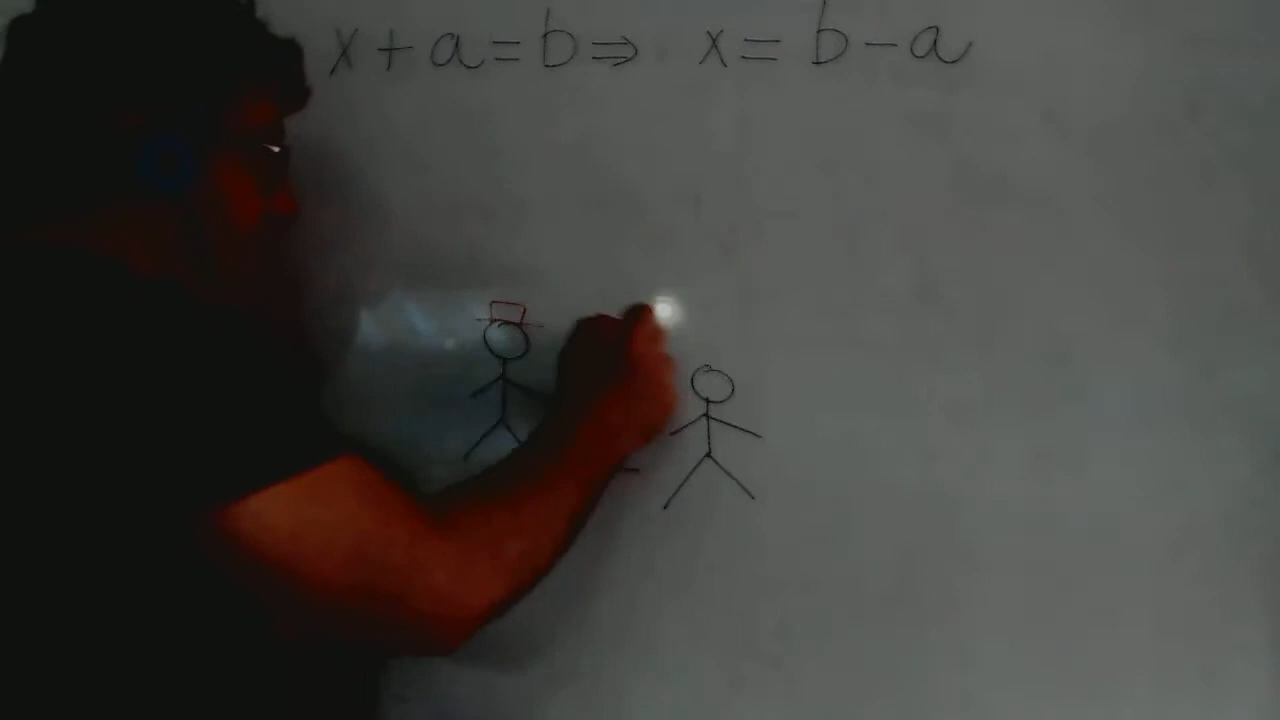 x + a = b ⇒ x = b - a